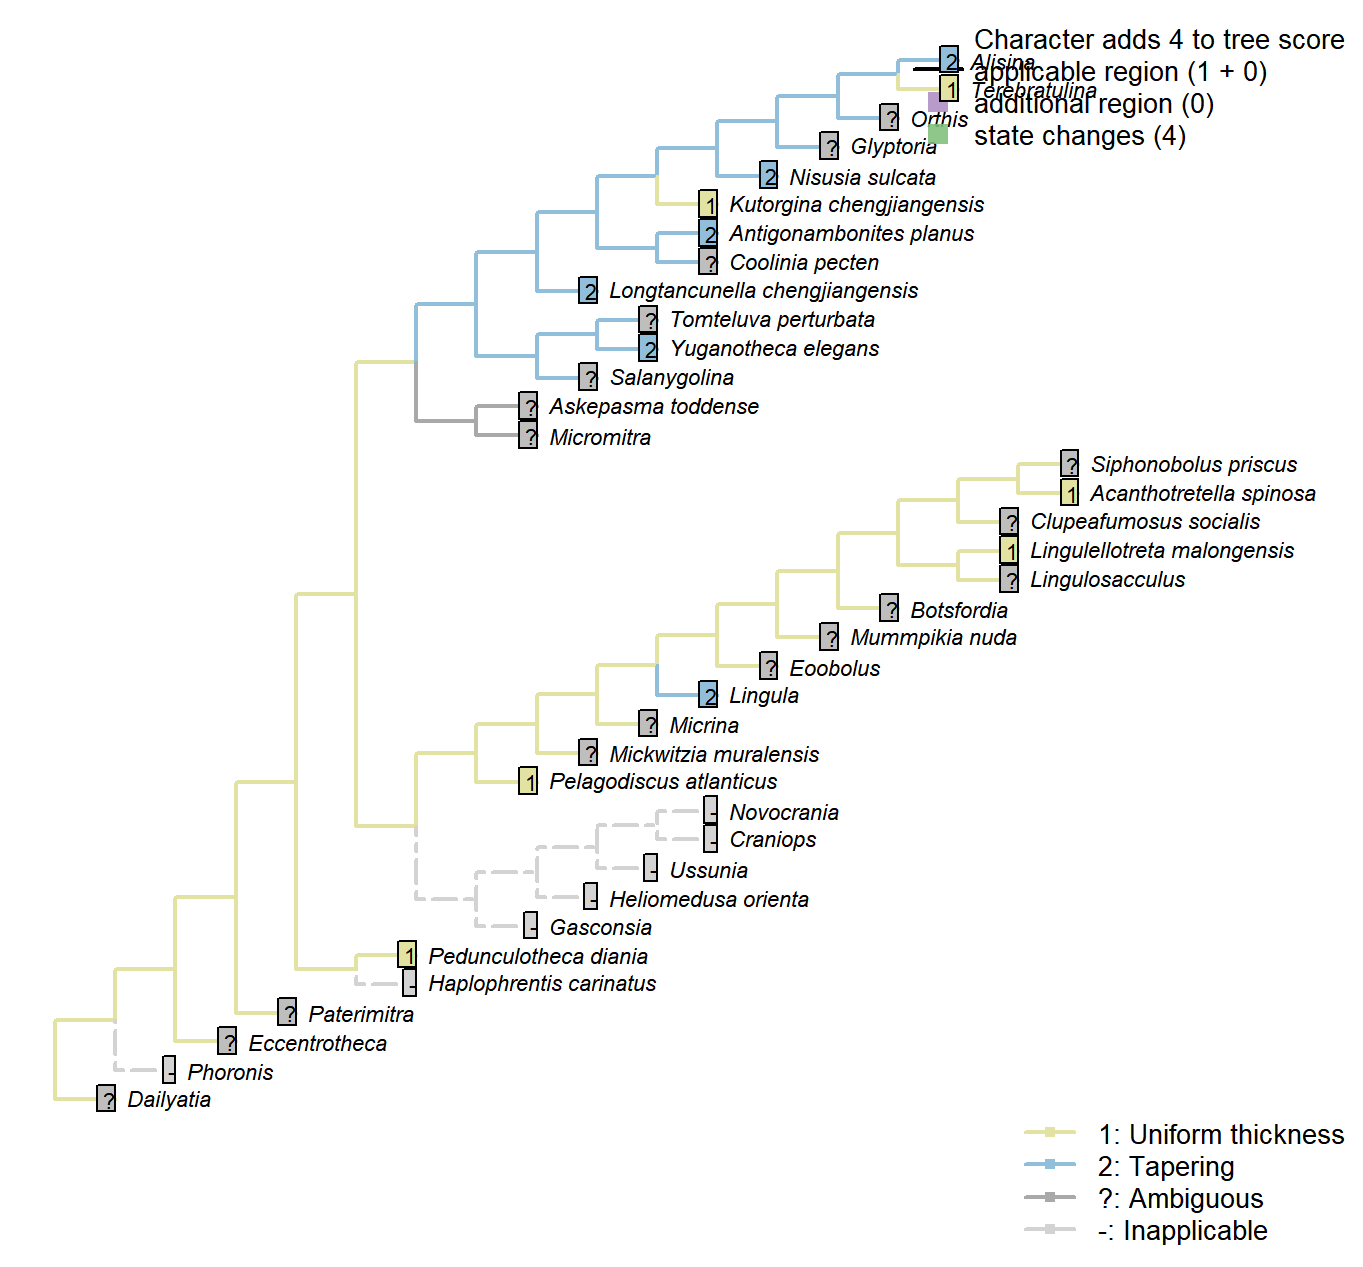 Character adds 4 to tree score
2 Alisina
applicable region (1 + 0)
1 Terebratulina
additional region (0)
? Orthis
state changes (4)
? Glyptoria
2 Nisusia sulcata
1 Kutorgina chengjiangensis
2 Antigonambonites planus
? Coolinia pecten
2 Longtancunella chengjiangensis
? Tomteluva perturbata
2 Yuganotheca elegans
? Salanygolina
? Askepasma toddense
? Micromitra
? Siphonobolus priscus
1 Acanthotretella spinosa
? Clupeafumosus socialis
1 Lingulellotreta malongensis
? Lingulosacculus
? Botsfordia
? Mummpikia nuda
? Eoobolus
2 Lingula
? Micrina
? Mickwitzia muralensis
1 Pelagodiscus atlanticus
- Novocrania
- Craniops
- Ussunia
- Heliomedusa orienta
- Gasconsia
1 Pedunculotheca diania
- Haplophrentis carinatus
? Paterimitra
? Eccentrotheca
- Phoronis
? Dailyatia
1: Uniform thickness
2: Tapering
?: Ambiguous
-: Inapplicable